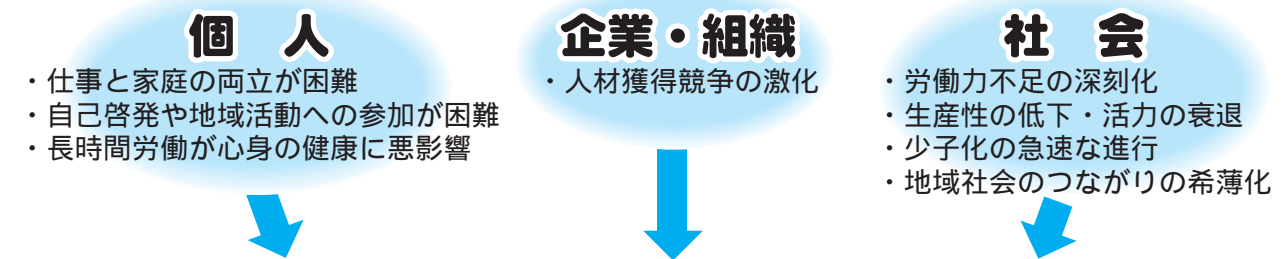 個 人
・仕事と家庭の両立が困難
・自己啓発や地域活動への参加が困難
・長時間労働が心身の健康に悪影響
企業・組織
・人材獲得競争の激化
社 会
・労働力不足の深刻化
・生産性の低下・活力の衰退
・少子化の急速な進行
・地域社会のつながりの希薄化